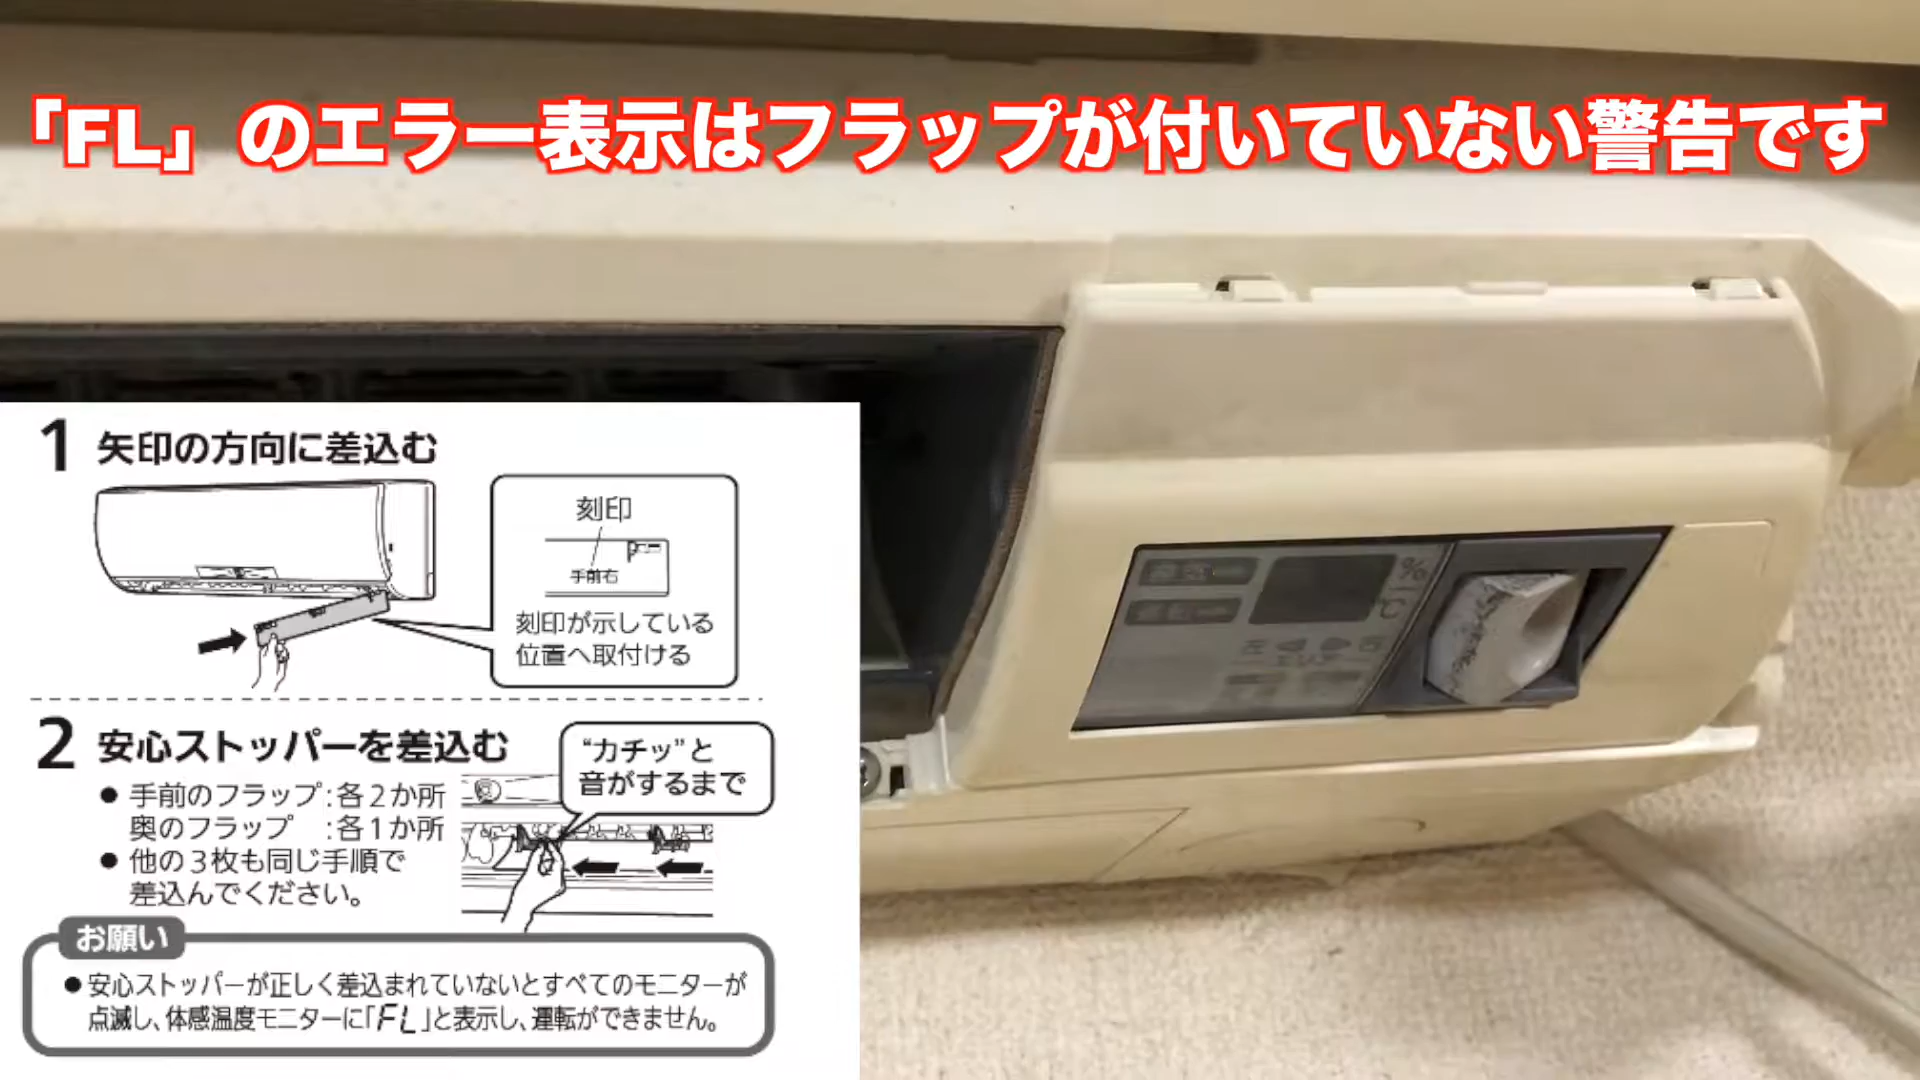 「FL」のエラー表示はフラップが付いていない警告です
1 矢印の方向に差込む
刻印
手前右
刻印が示している
位置へ取付ける
2 安心ストッパーを差込む
“カチッ”と
音がするまで
● 手前のフラップ:各2か所
奥のフラップ :各1か所
● 他の3枚も同じ手順で
差込んでください。
お願い
● 安心ストッパーが正しく差込まれていないとすべてのモニターが
点滅し、体感温度モニターに「FL」と表示し、運転ができません。
%
℃